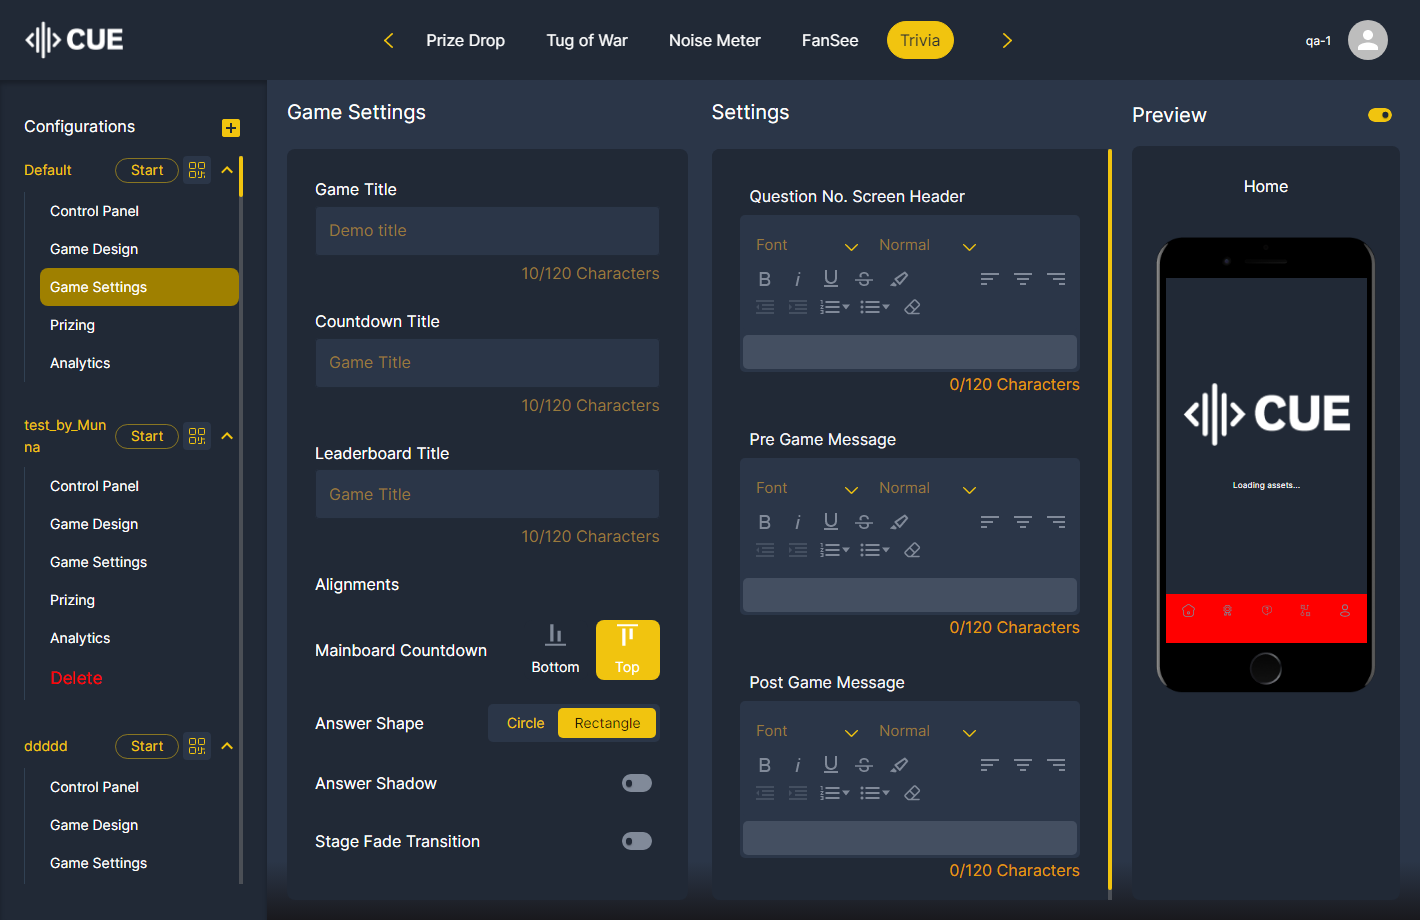 CUE
Prize Drop
Tug of War
Noise Meter
FanSee
Trivia
qa-1
Configurations
Default
Start
Control Panel
Game Design
Game Settings
Prizing
Analytics
test_by_Mun
na
Start
Control Panel
Game Design
Game Settings
Prizing
Analytics
Delete
ddddd
Start
Control Panel
Game Design
Game Settings
Game Settings
Game Title
Demo title
10/120 Characters
Countdown Title
Game Title
10/120 Characters
Leaderboard Title
Game Title
10/120 Characters
Alignments
Mainboard Countdown
Bottom
Top
Answer Shape
Circle
Rectangle
Answer Shadow
Stage Fade Transition
Settings
Question No. Screen Header
Font
Normal
0/120 Characters
Pre Game Message
Font
Normal
0/120 Characters
Post Game Message
Font
Normal
0/120 Characters
Preview
Home
CUE
Loading assets...